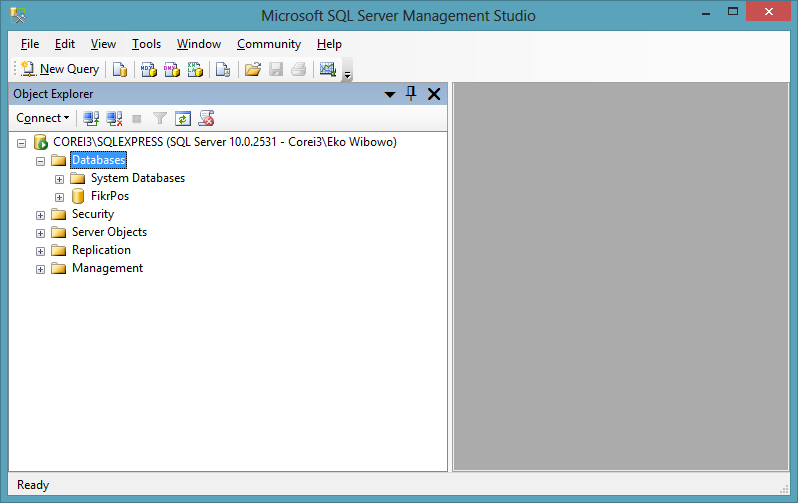 Microsoft SQL Server Management Studio
File Edit View Tools Window Community Help
New Query
Object Explorer
Connect
COREI3\SQLEXPRESS (SQL Server 10.0.2531 - Corei3\Eko Wibowo)
Databases
System Databases
FikrPos
Security
Server Objects
Replication
Management
Ready